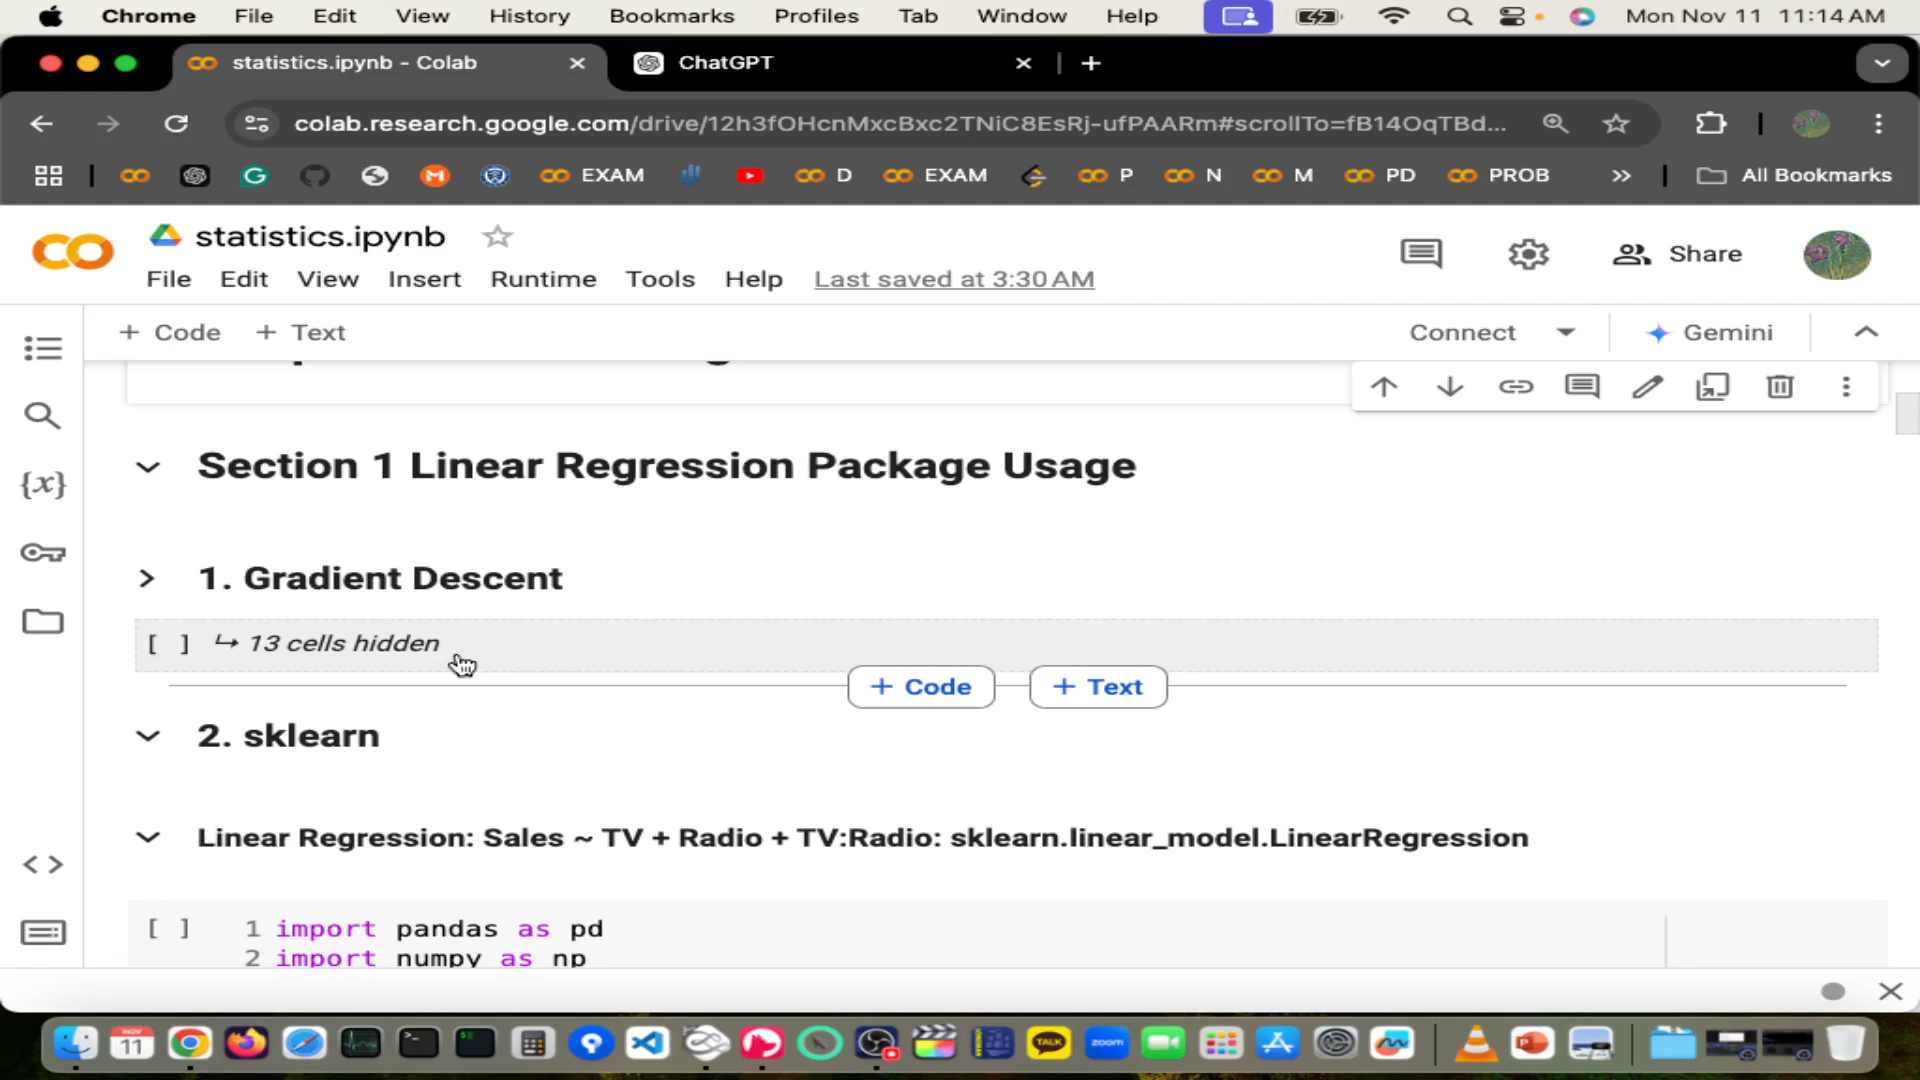 Chrome File Edit View History Bookmarks Profiles Tab Window Help Mon Nov 11 11:14 AM
statistics.ipynb - Colab ChatGPT
colab.research.google.com/drive/12h3fOHcnMxcBxc2TNiC8EsRj-ufPAARm#scrollTo=fB14OqTBd...
EXAM D EXAM P N M PD PROB All Bookmarks
statistics.ipynb
Share
File Edit View Insert Runtime Tools Help Last saved at 3:30 AM
+ Code + Text Connect Gemini
Section 1 Linear Regression Package Usage
1. Gradient Descent
[ ] ↳ 13 cells hidden
+ Code + Text
2. sklearn
Linear Regression: Sales ~ TV + Radio + TV:Radio: sklearn.linear_model.LinearRegression
[ ] 1 import pandas as pd
2 import numpy as np
NOV
11
TALK
zoom